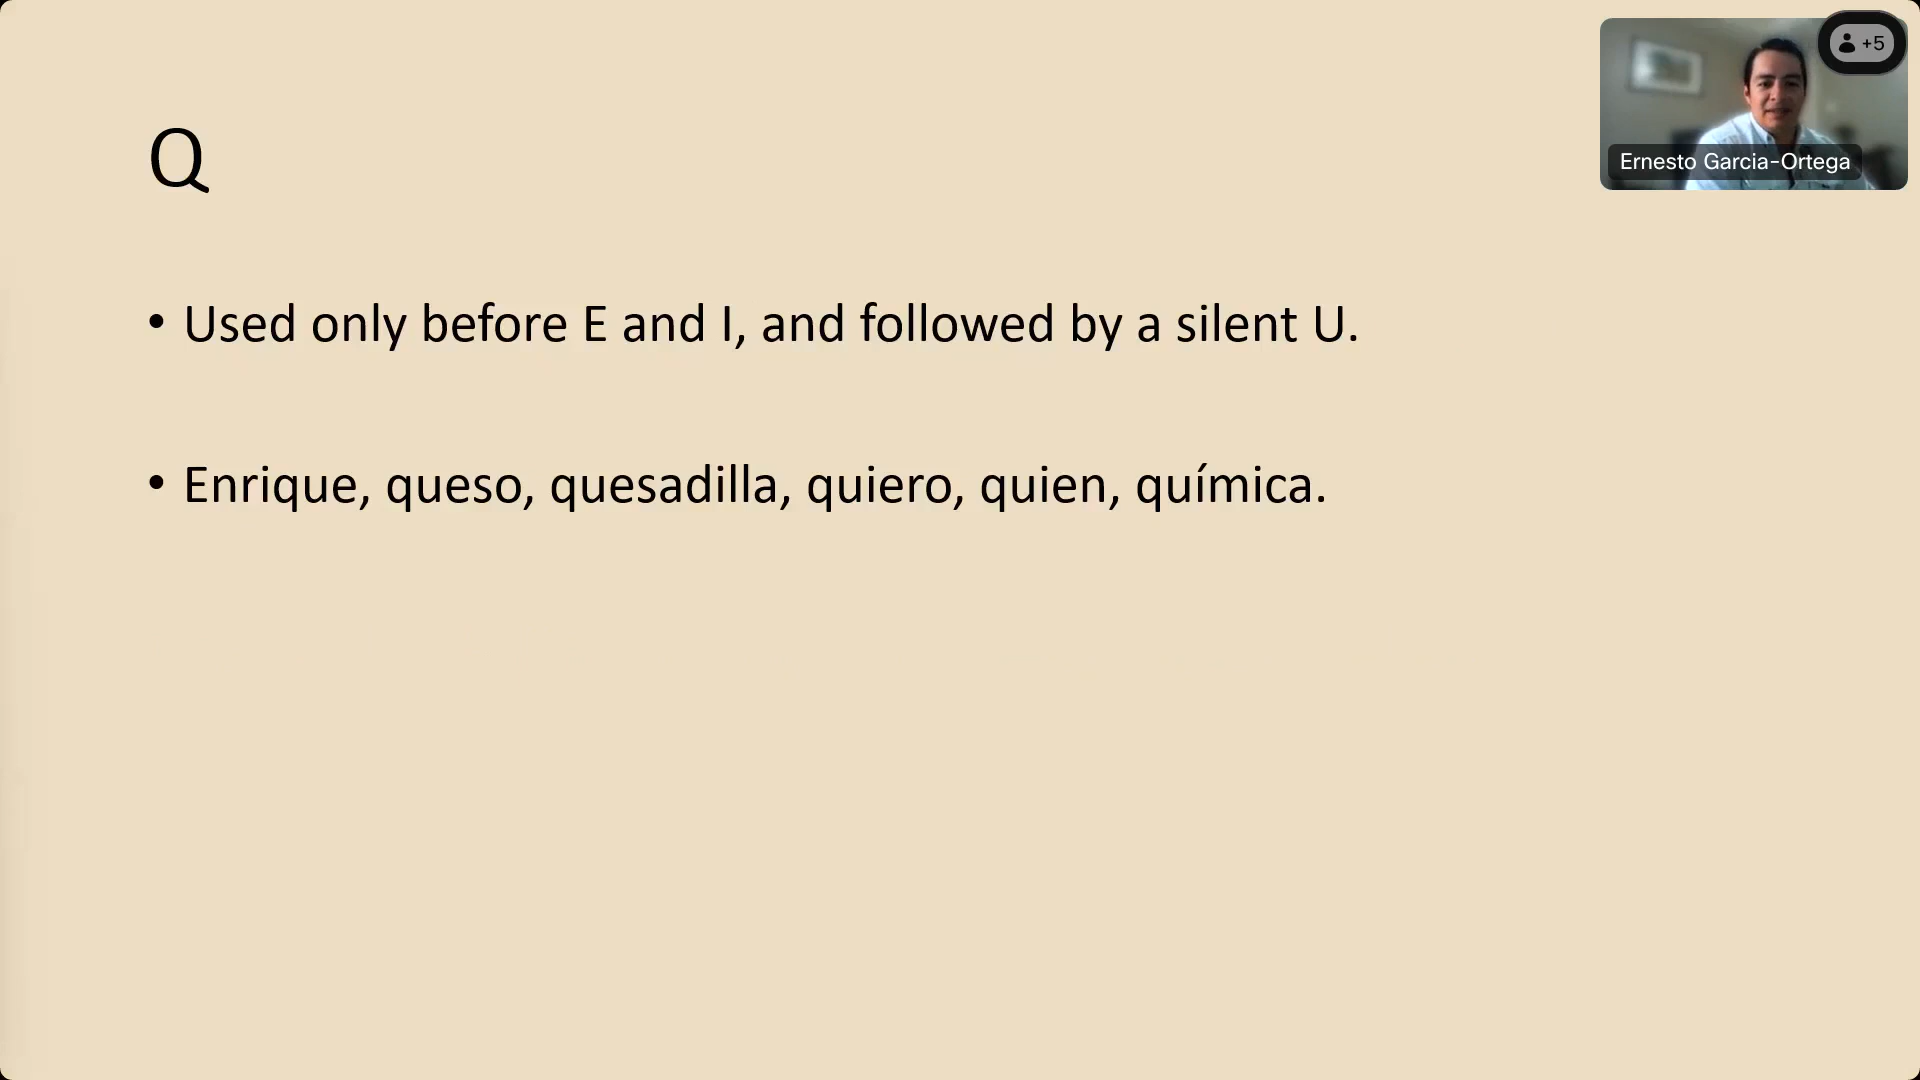 Q
+5
Ernesto Garcia-Ortega
• Used only before E and I, and followed by a silent U.
• Enrique, queso, quesadilla, quiero, quien, química.